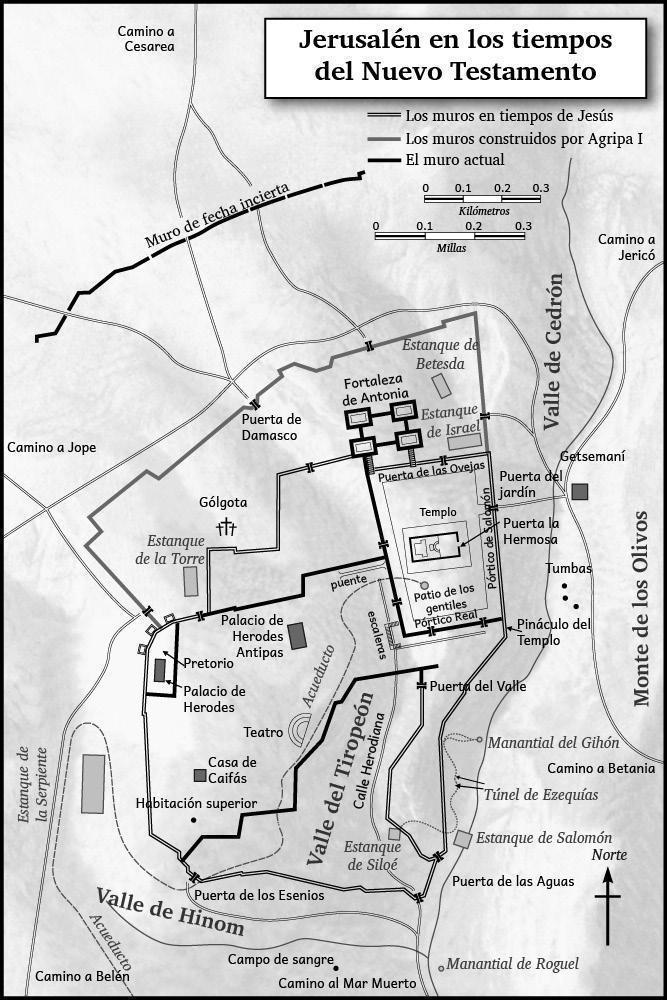 Camino a
Cesarea
Jerusalén en los tiempos
del Nuevo Testamento
Los muros en tiempos de Jesús
Los muros construidos por Agripa I
El muro actual
0 0.1 0.2 0.3
Kilómetros
0 0.1 0.2 0.3
Millas
Muro de fecha incierta
Camino a
Jericó
Valle de Cedrón
Estanque de
Betesda
Fortaleza
de Antonia
Puerta de
Damasco
Estanque
de Israel
Camino a Jope
Puerta de las Ovejas
Getsemaní
Puerta del
jardín
Gólgota
Templo
Puerta la
Hermosa
Pórtico de Salomón
Estanque
de la Torre
Monte de los Olivos
Tumbas
puente
Patio de los
gentiles
Pórtico Real
escaleras
Palacio de
Herodes
Antipas
Pináculo del
Templo
Pretorio
Palacio de
Herodes
Acueducto
Puerta del Valle
Teatro
Manantial del Gihón
Estanque de
la Serpiente
Casa de
Caifás
Valle del Tiropeón
Calle Herodiana
Camino a Betania
Túnel de Ezequías
Habitación superior
Estanque
de Siloé
Estanque de Salomón
Norte
Puerta de los Esenios
Puerta de las Aguas
Valle de Hinom
Acueducto
Campo de sangre
Manantial de Roguel
Camino a Belén
Camino al Mar Muerto